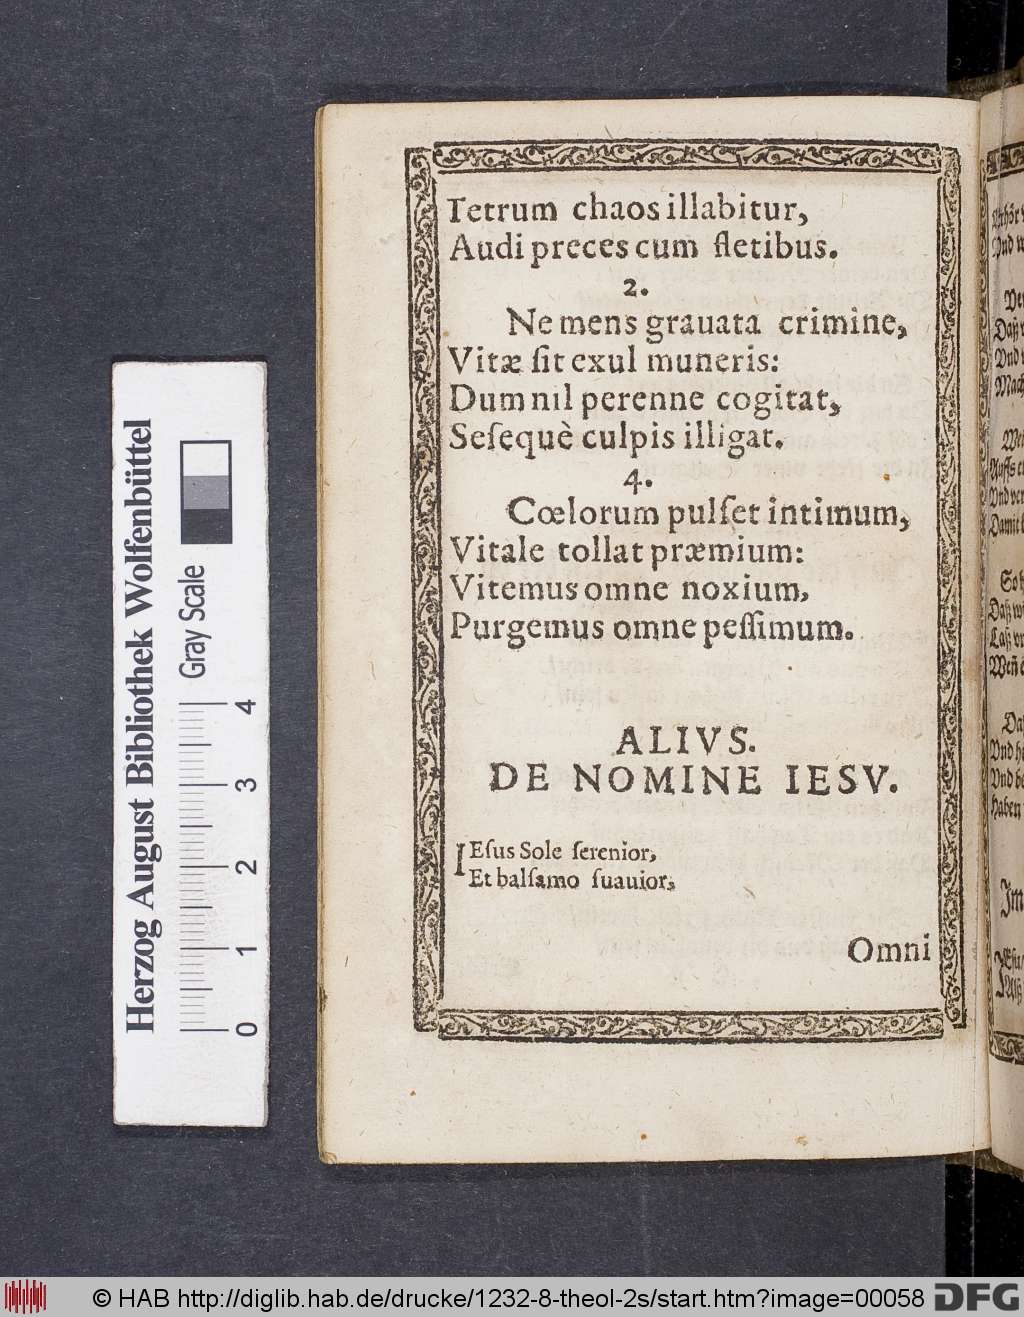 Tetrum chaos illabitur,
Audi preces cum fletibus.
2.
Ne mens grauata crimine,
Vitæ ſit exul muneris:
Dum nil perenne cogitat,
Seſequè culpis illigat.
4.
Cœlorum pulſet intimum,
Vitale tollat præmium:
Vitemus omne noxium,
Purgemus omne peſſimum.
ALIVS.
DE NOMINE IESV.
IEſus Sole ſerenior,
Et balſamo ſuauior,
Omni
Herzog August Bibliothek Wolfenbüttel
Gray Scale
0 1 2 3 4
© HAB http://diglib.hab.de/drucke/1232-8-theol-2s/start.htm?image=00058
DFG